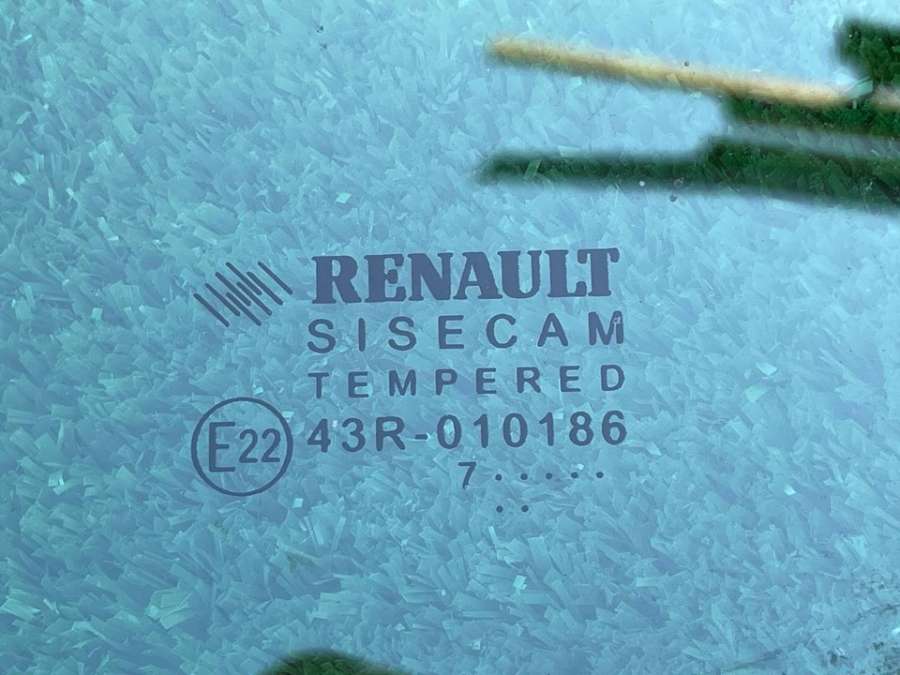 RENAULT
SISECAM
TEMPERED
E22 43R-010186
7 . . . . .
. .